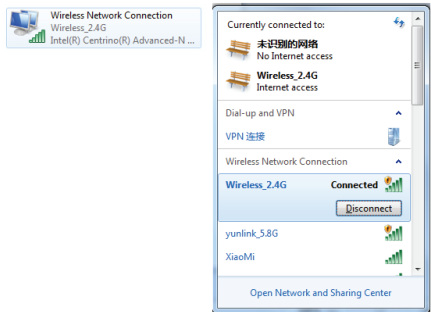 Wireless Network Connection
Wireless_2.4G
Intel(R) Centrino(R) Advanced-N ...
Currently connected to:
未识别的网络
No Internet access
Wireless_2.4G
Internet access
Dial-up and VPN
VPN 连接
Wireless Network Connection
Wireless_2.4G Connected
Disconnect
yunlink_5.8G
XiaoMi
Open Network and Sharing Center